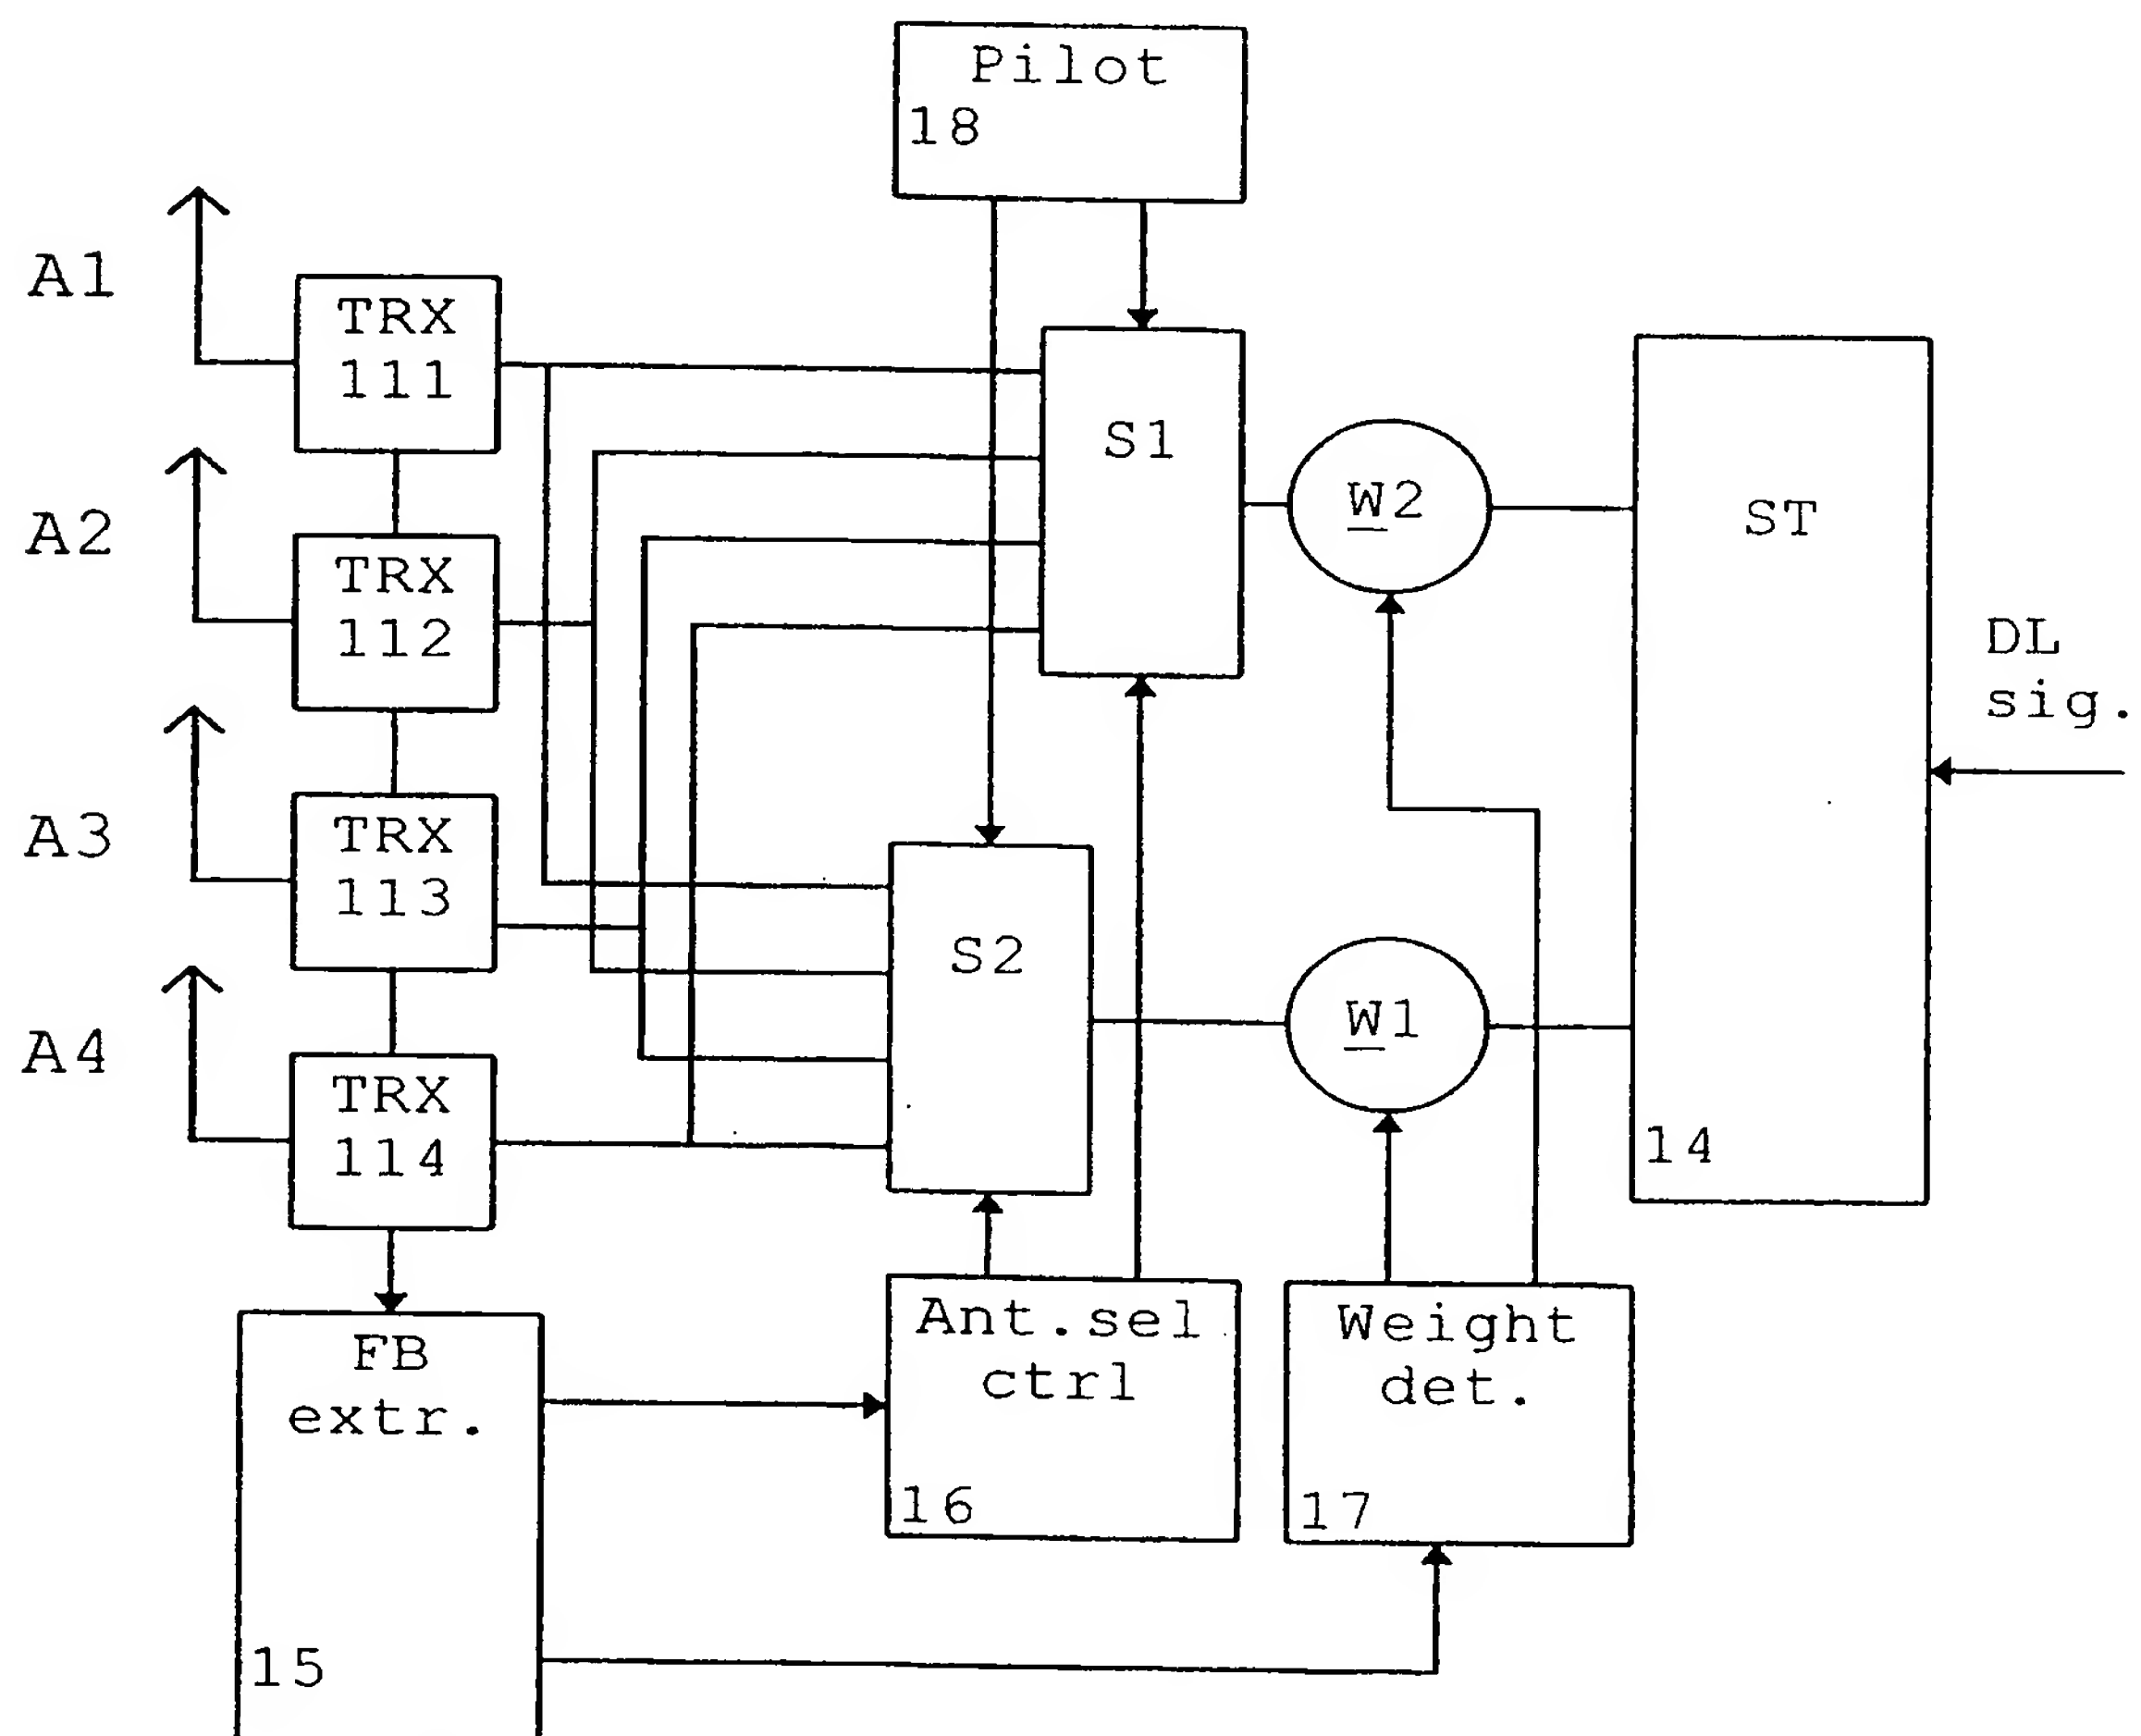 Pilot
18
A1
TRX
111
S1
W2
ST
A2
TRX
112
DL
sig.
A3
TRX
113
S2
W1
A4
TRX
114
14
FB
extr.
15
Ant.sel
ctrl
16
Weight
det.
17